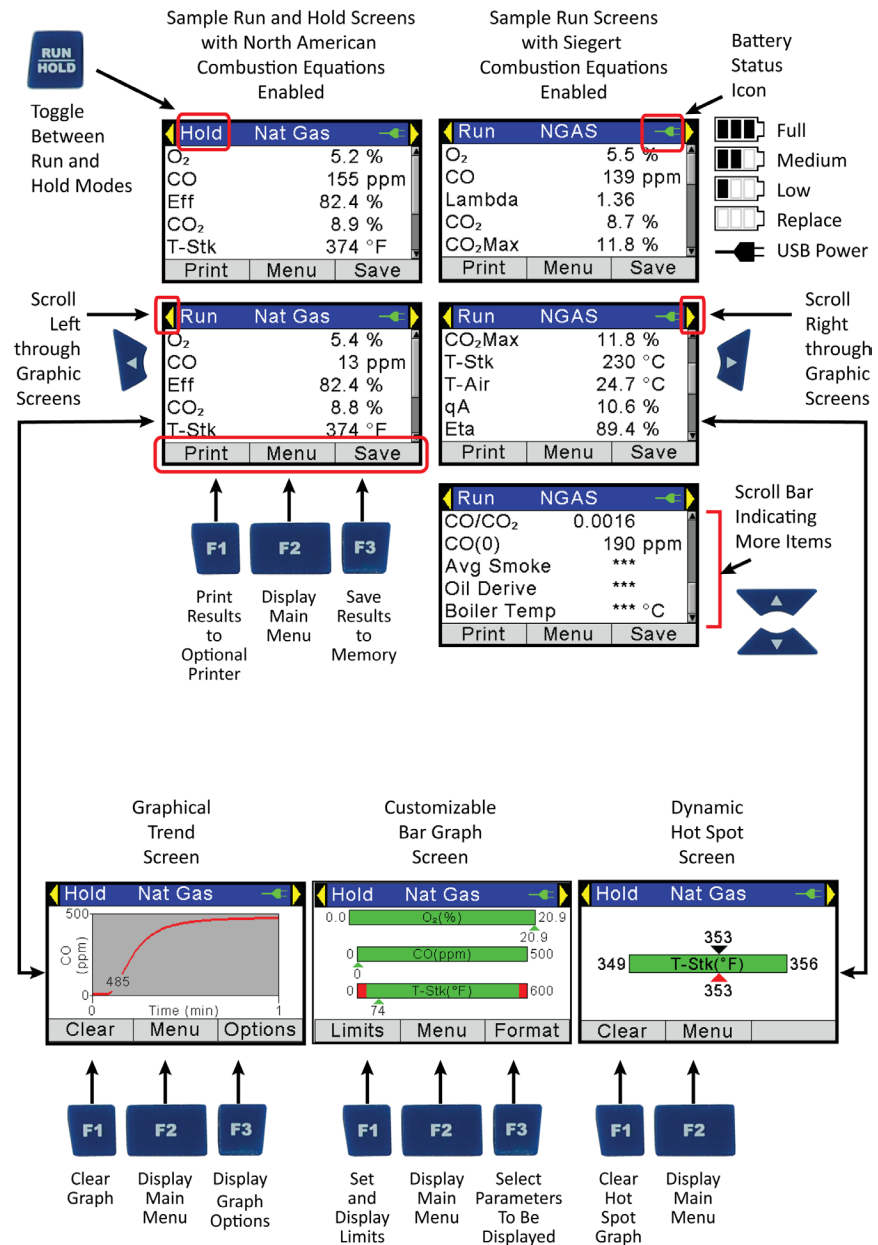 Sample Run and Hold Screens
with North American
Combustion Equations
Enabled
Sample Run Screens
with Siegert
Combustion Equations
Enabled
Battery
Status
Icon
RUN
HOLD
Toggle
Between
Run and
Hold Modes
Hold Nat Gas
O₂ 5.2 %
CO 155 ppm
Eff 82.4 %
CO₂ 8.9 %
T-Stk 374 °F
Print Menu Save
Run NGAS
O₂ 5.5 %
CO 139 ppm
Lambda 1.36
CO₂ 8.7 %
CO₂Max 11.8 %
Print Menu Save
Full
Medium
Low
Replace
USB Power
Scroll
Left
through
Graphic
Screens
Run Nat Gas
O₂ 5.4 %
CO 13 ppm
Eff 82.4 %
CO₂ 8.8 %
T-Stk 374 °F
Print Menu Save
Run NGAS
CO₂Max 11.8 %
T-Stk 230 °C
T-Air 24.7 °C
qA 10.6 %
Eta 89.4 %
Print Menu Save
Scroll
Right
through
Graphic
Screens
F1 F2 F3
Print
Results
to
Optional
Printer
Display
Main
Menu
Save
Results
to
Memory
Run NGAS
CO/CO₂ 0.0016
CO(0) 190 ppm
Avg Smoke ***
Oil Derive ***
Boiler Temp *** °C
Print Menu Save
Scroll Bar
Indicating
More Items
Graphical
Trend
Screen
Customizable
Bar Graph
Screen
Dynamic
Hot Spot
Screen
Hold Nat Gas
500
CO
(ppm)
485
0
0 Time (min) 1
Clear Menu Options
Hold Nat Gas
0.0 O₂(%) 20.9
20.9
0 CO(ppm) 500
0
0 T-Stk(°F) 600
74
Limits Menu Format
Hold Nat Gas
353
349 T-Stk(°F) 356
353
Clear Menu
F1 F2 F3
F1 F2 F3
F1 F2
Clear
Graph
Display
Main
Menu
Display
Graph
Options
Set
and
Display
Limits
Display
Main
Menu
Select
Parameters
To Be
Displayed
Clear
Hot
Spot
Graph
Display
Main
Menu